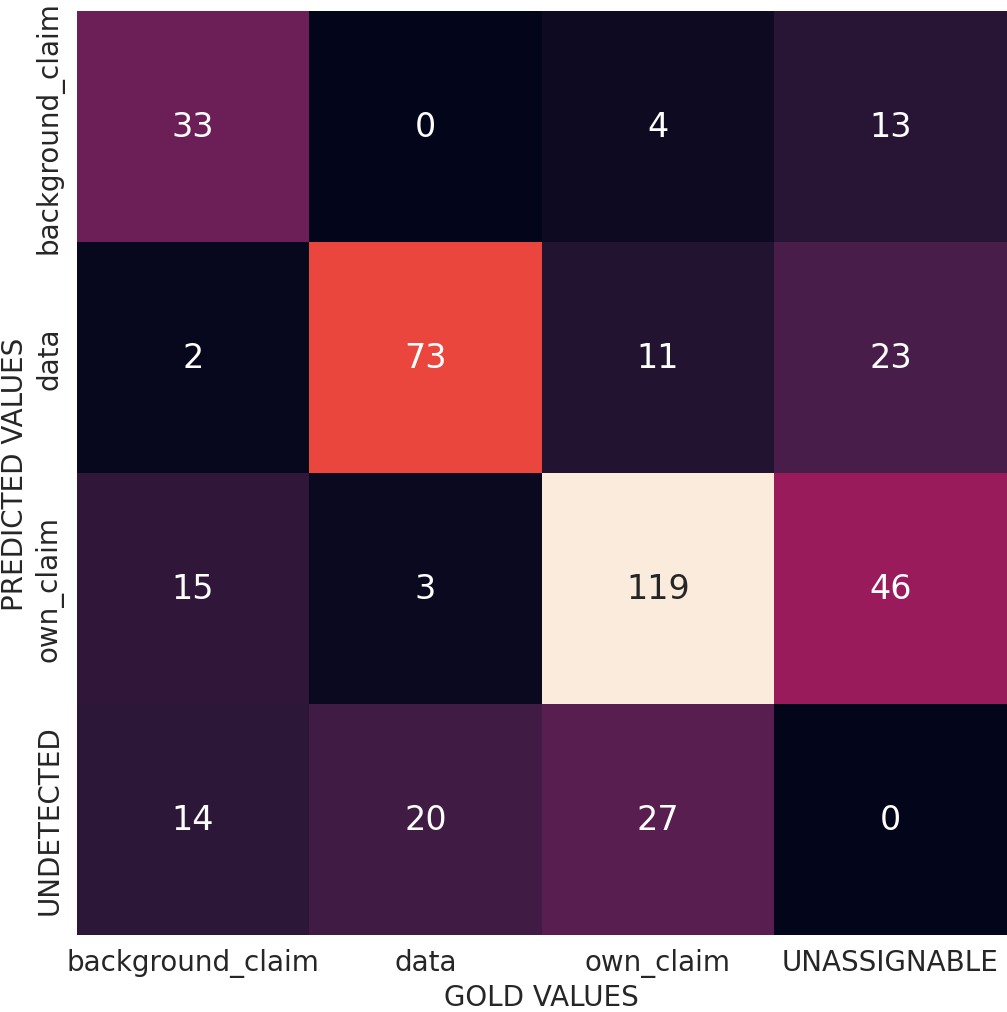 PREDICTED VALUES
background_claim
33 0 4 13
data
2 73 11 23
own_claim
15 3 119 46
UNDETECTED
14 20 27 0
background_claim data own_claim UNASSIGNABLE
GOLD VALUES